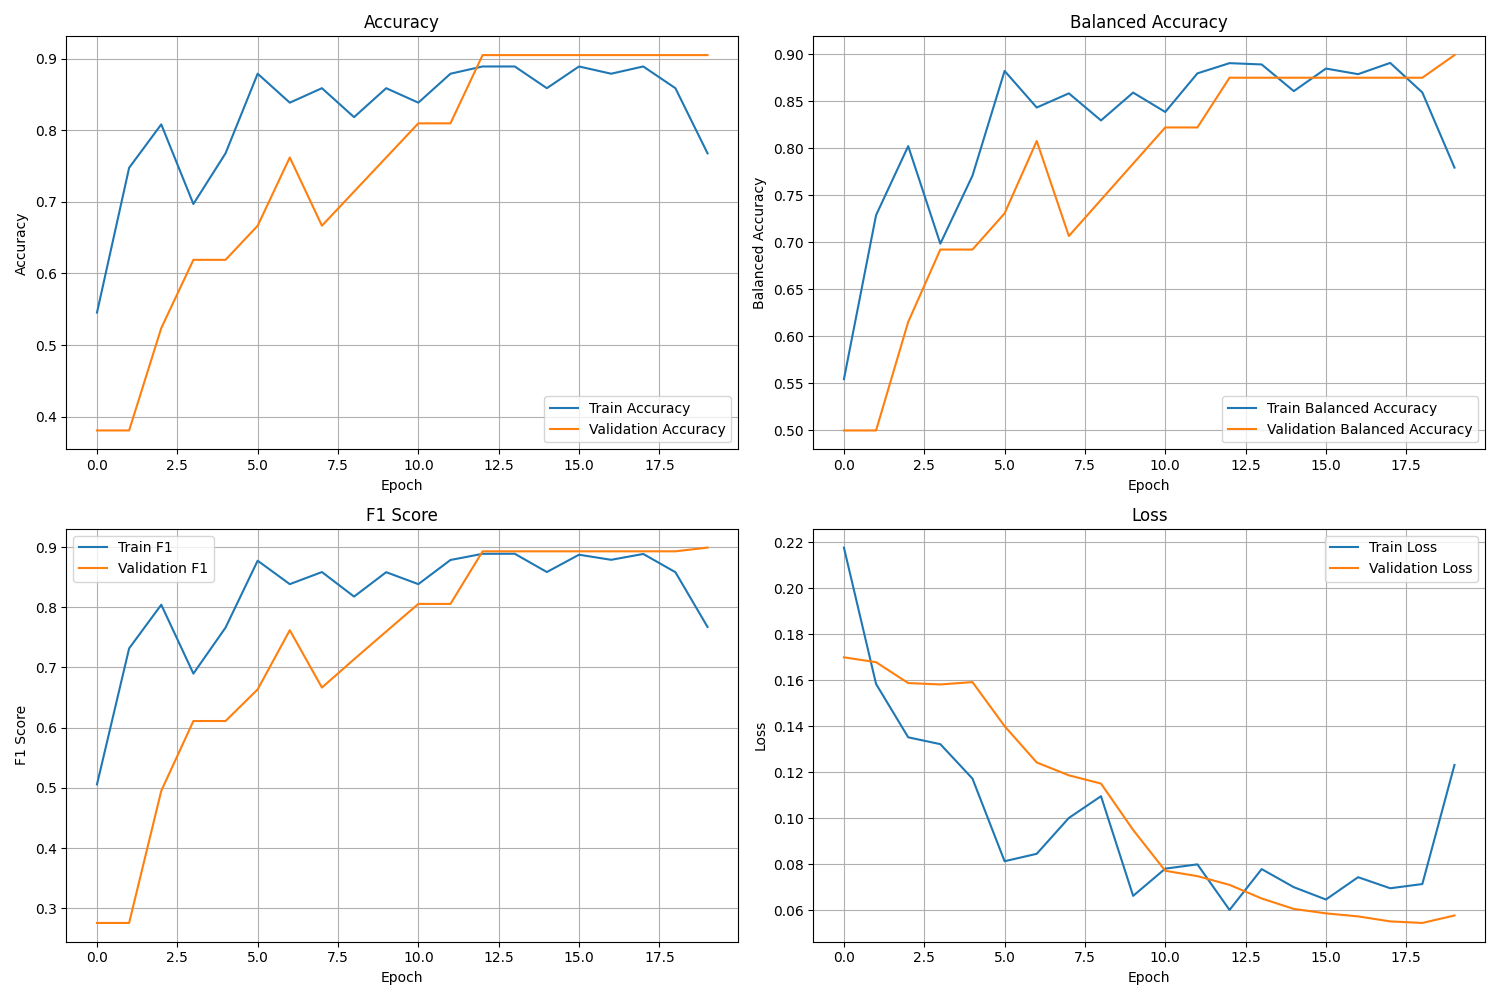 Accuracy
0.9
0.8
0.7
0.6
0.5
0.4
Accuracy
Train Accuracy
Validation Accuracy
0.0 2.5 5.0 7.5 10.0 12.5 15.0 17.5
Epoch
Balanced Accuracy
0.90
0.85
0.80
0.75
0.70
0.65
0.60
0.55
0.50
Balanced Accuracy
Train Balanced Accuracy
Validation Balanced Accuracy
0.0 2.5 5.0 7.5 10.0 12.5 15.0 17.5
Epoch
F1 Score
Train F1
Validation F1
0.9
0.8
0.7
0.6
0.5
0.4
0.3
F1 Score
0.0 2.5 5.0 7.5 10.0 12.5 15.0 17.5
Epoch
Loss
Train Loss
Validation Loss
0.22
0.20
0.18
0.16
0.14
0.12
0.10
0.08
0.06
Loss
0.0 2.5 5.0 7.5 10.0 12.5 15.0 17.5
Epoch